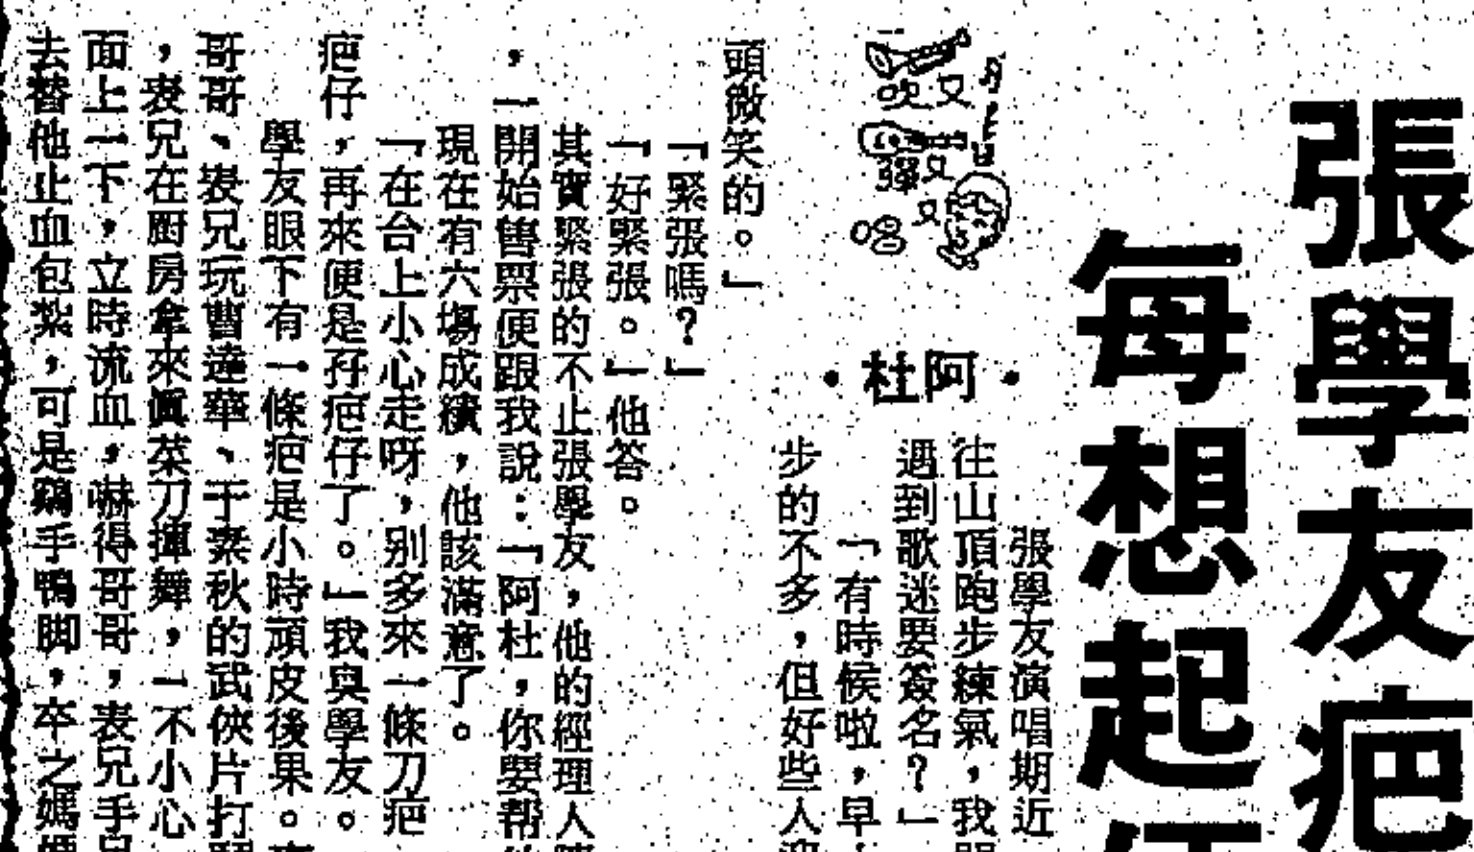 張學友疤
每想起
又吹
又彈
又唱
·阿杜·
張學友演唱期近
往山頂跑步練氣，我
遇到歌迷要簽名？」
「有時候啦，早
步的不多，但好些人
頭微笑的。」
「緊張嗎？」
「好緊張。」他答。
其實緊張的不止張學友，他的經理人
，一開始售票便跟我說：「阿杜，你要幫
現在有六場成績，他該滿意了。
「在台上小心走呀，別多來一條刀疤
疤仔，再來便是孖疤仔了。」我與學友。
學友眼下有一條疤是小時頑皮後果。
哥哥、表兄玩曹達華、于素秋的武俠片打
，表兄在厨房拿來真菜刀揮舞，一不小心
面上一下，立時流血，嚇得哥哥，表兄手
去替他止血包紮，可是鷄手鴨脚，卒之媽